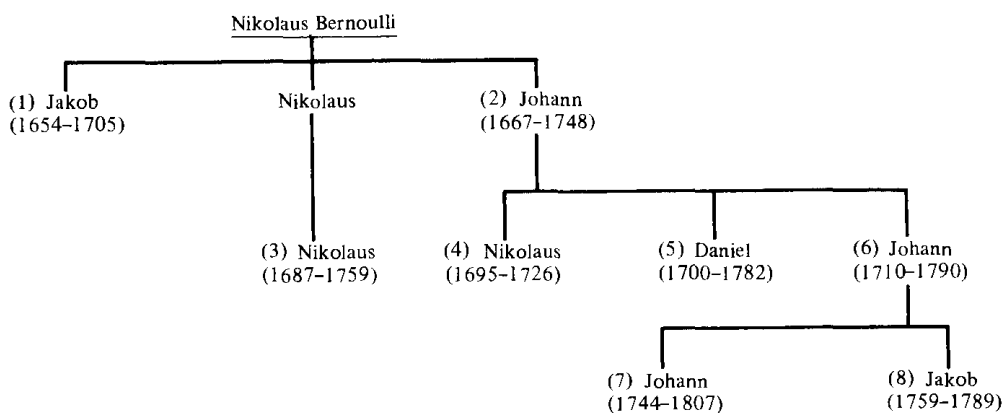 Nikolaus Bernoulli
(1) Jakob
(1654–1705)
Nikolaus
(2) Johann
(1667–1748)
(3) Nikolaus
(1687–1759)
(4) Nikolaus
(1695–1726)
(5) Daniel
(1700–1782)
(6) Johann
(1710–1790)
(7) Johann
(1744–1807)
(8) Jakob
(1759–1789)